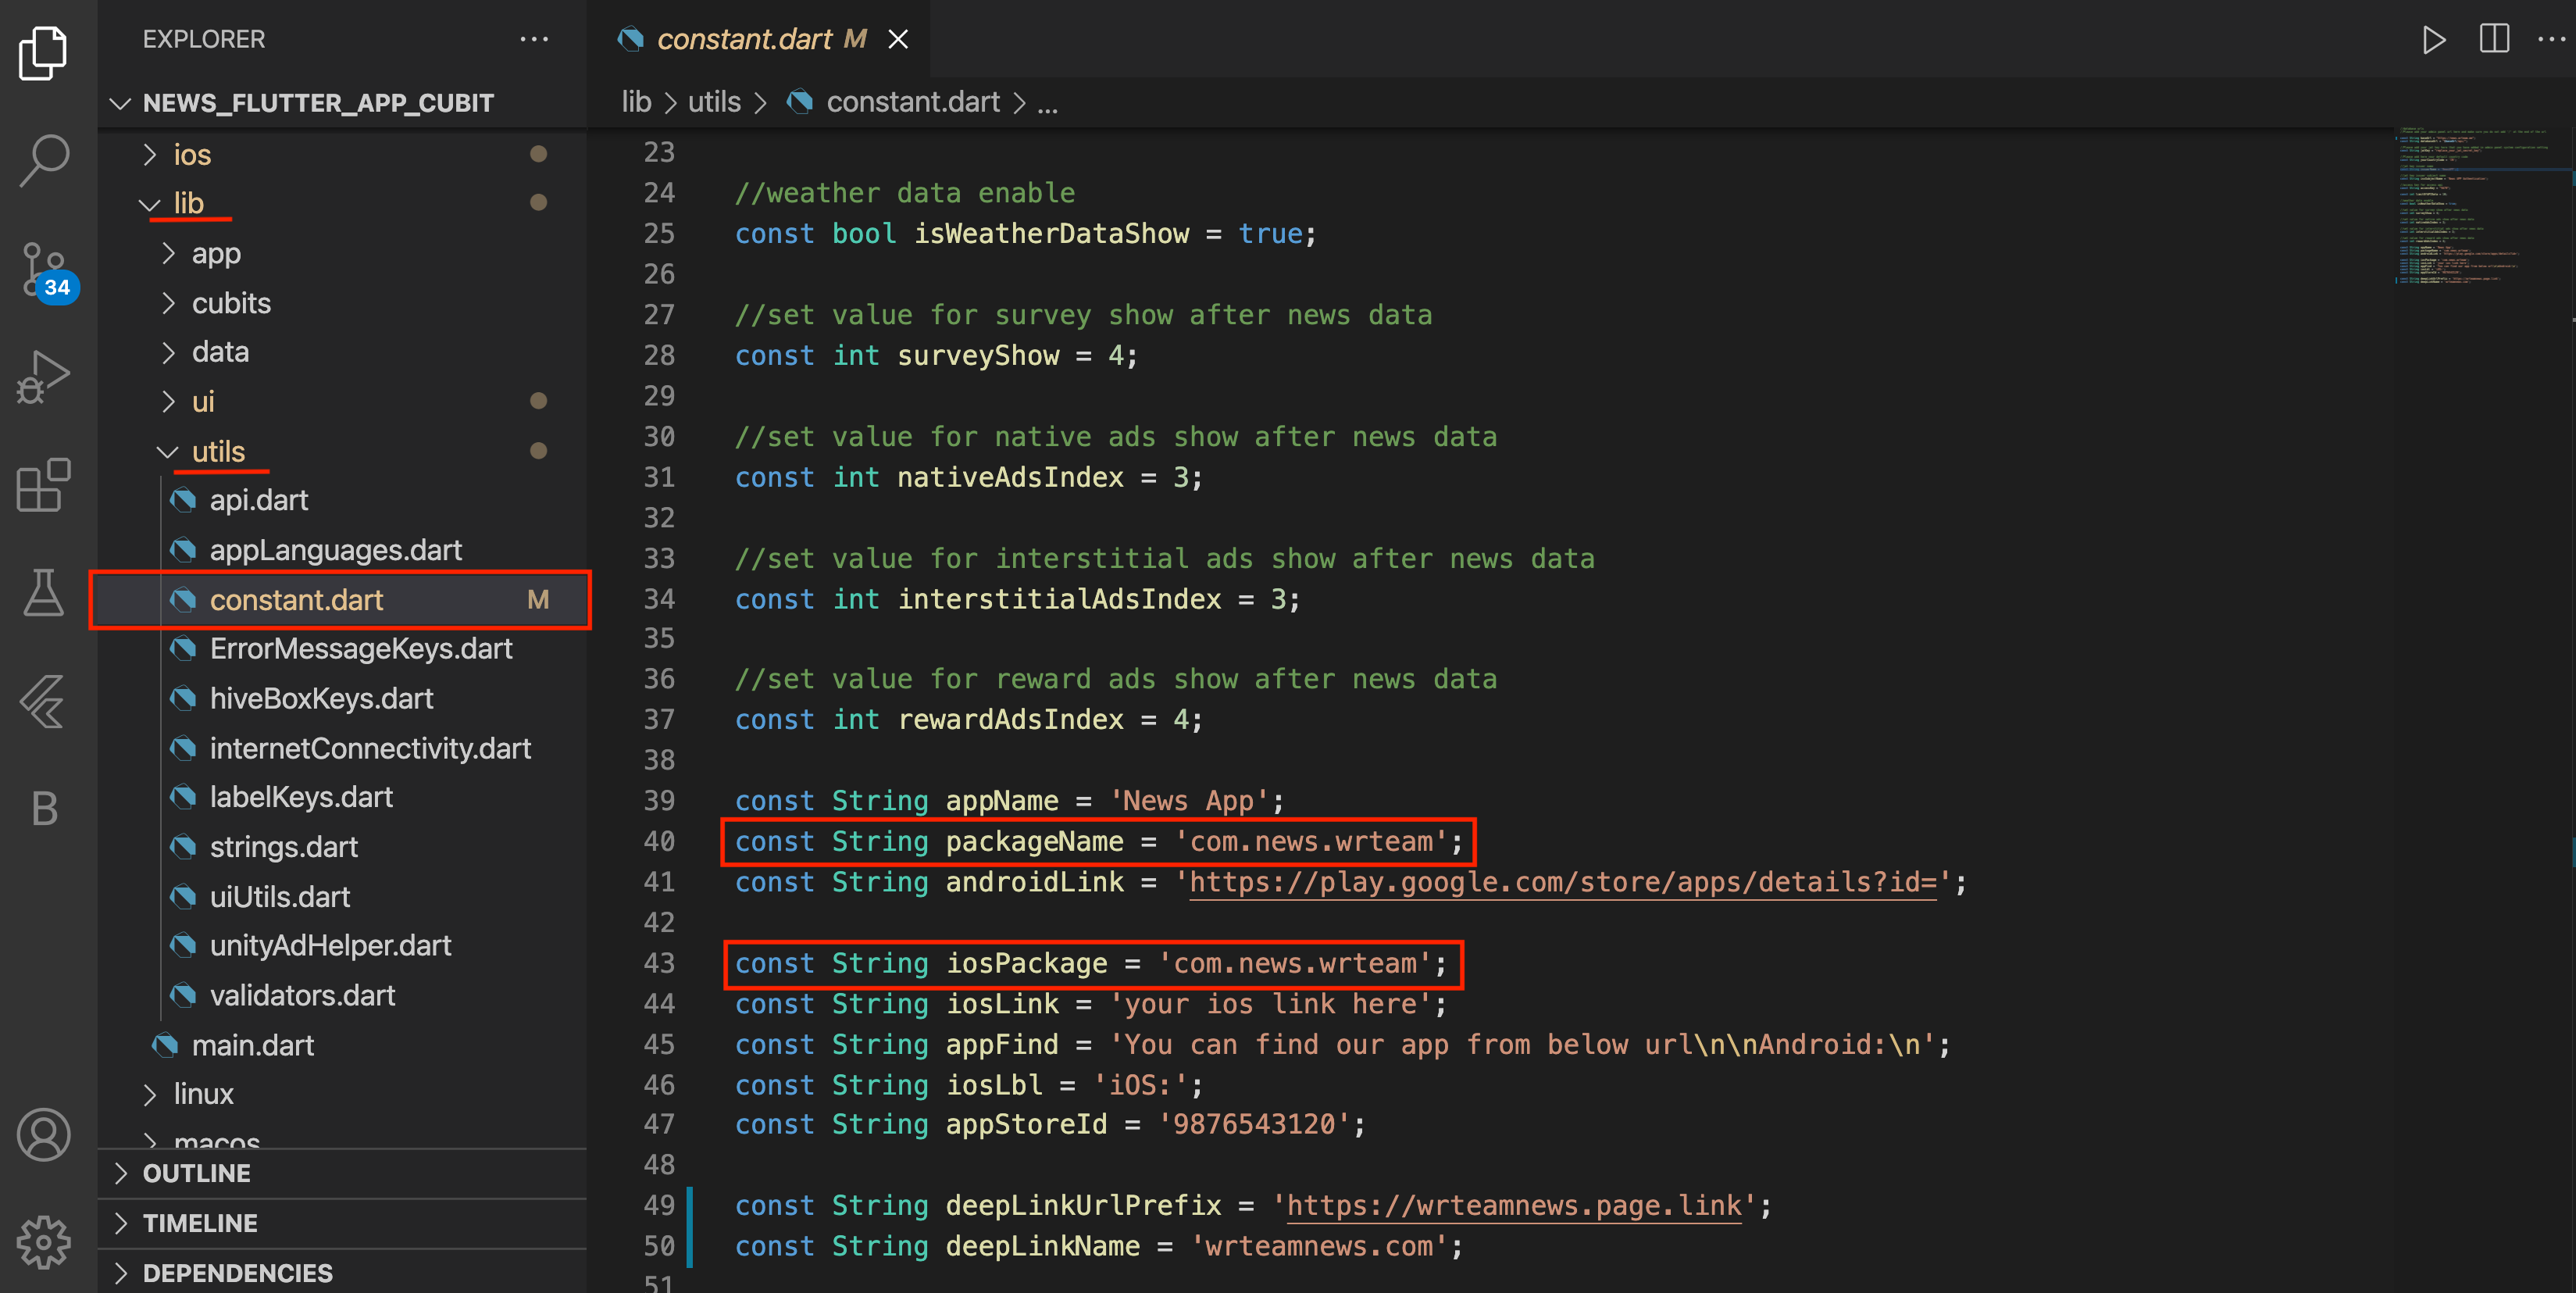 EXPLORER
NEWS_FLUTTER_APP_CUBIT
ios
lib
app
cubits
data
ui
utils
api.dart
appLanguages.dart
constant.dart M
ErrorMessageKeys.dart
hiveBoxKeys.dart
internetConnectivity.dart
labelKeys.dart
strings.dart
uiUtils.dart
unityAdHelper.dart
validators.dart
main.dart
linux
macos
OUTLINE
TIMELINE
DEPENDENCIES
34
B
constant.dart M
lib > utils > constant.dart > ...
23
24 //weather data enable
25 const bool isWeatherDataShow = true;
26
27 //set value for survey show after news data
28 const int surveyShow = 4;
29
30 //set value for native ads show after news data
31 const int nativeAdsIndex = 3;
32
33 //set value for interstitial ads show after news data
34 const int interstitialAdsIndex = 3;
35
36 //set value for reward ads show after news data
37 const int rewardAdsIndex = 4;
38
39 const String appName = 'News App';
40 const String packageName = 'com.news.wrteam';
41 const String androidLink = 'https://play.google.com/store/apps/details?id=';
42
43 const String iosPackage = 'com.news.wrteam';
44 const String iosLink = 'your ios link here';
45 const String appFind = 'You can find our app from below url\n\nAndroid:\n';
46 const String iosLbl = 'iOS:';
47 const String appStoreId = '9876543120';
48
49 const String deepLinkUrlPrefix = 'https://wrteamnews.page.link';
50 const String deepLinkName = 'wrteamnews.com';
51